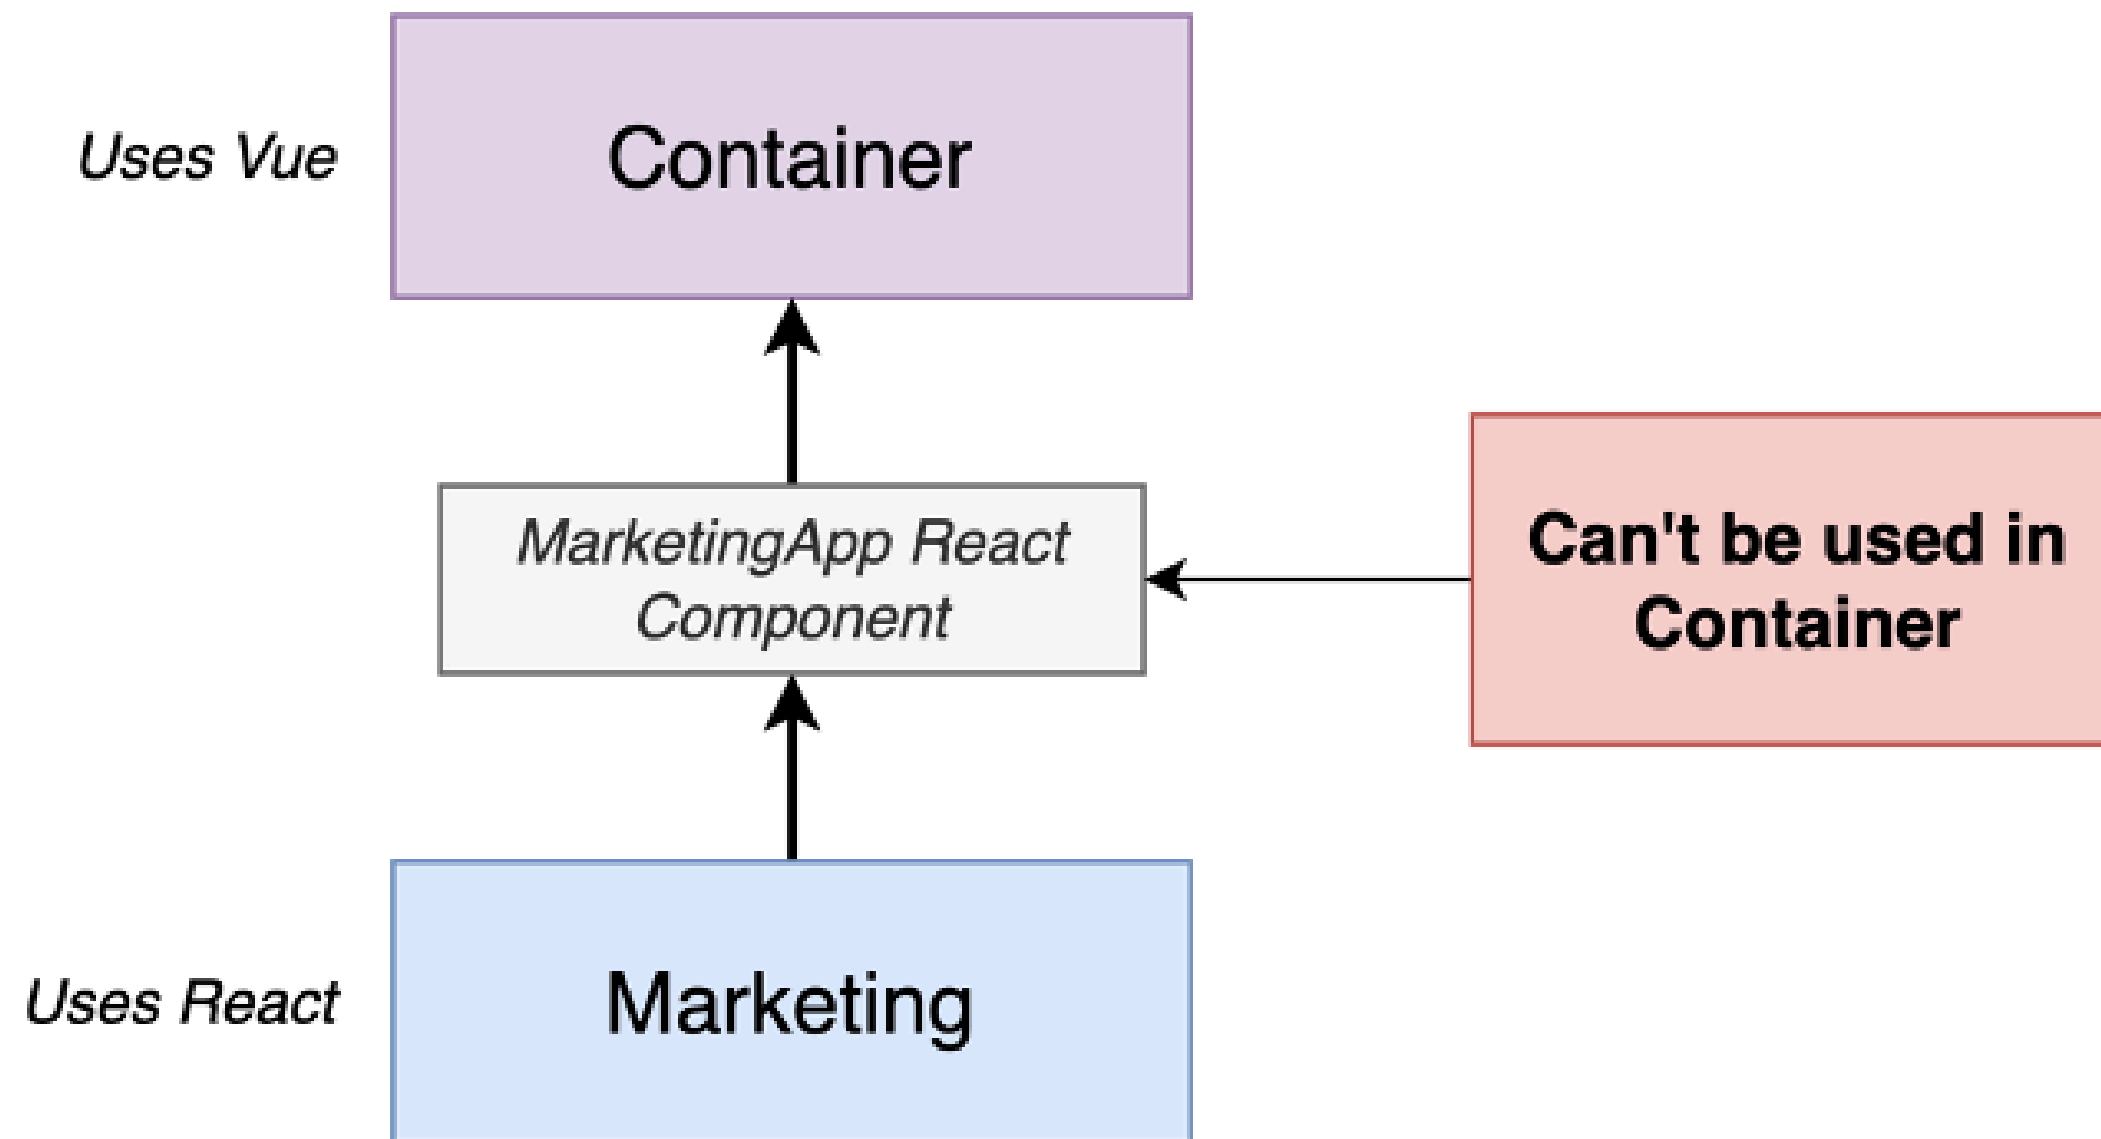 Uses Vue
Container
MarketingApp React
Component
Can't be used in
Container
Uses React
Marketing